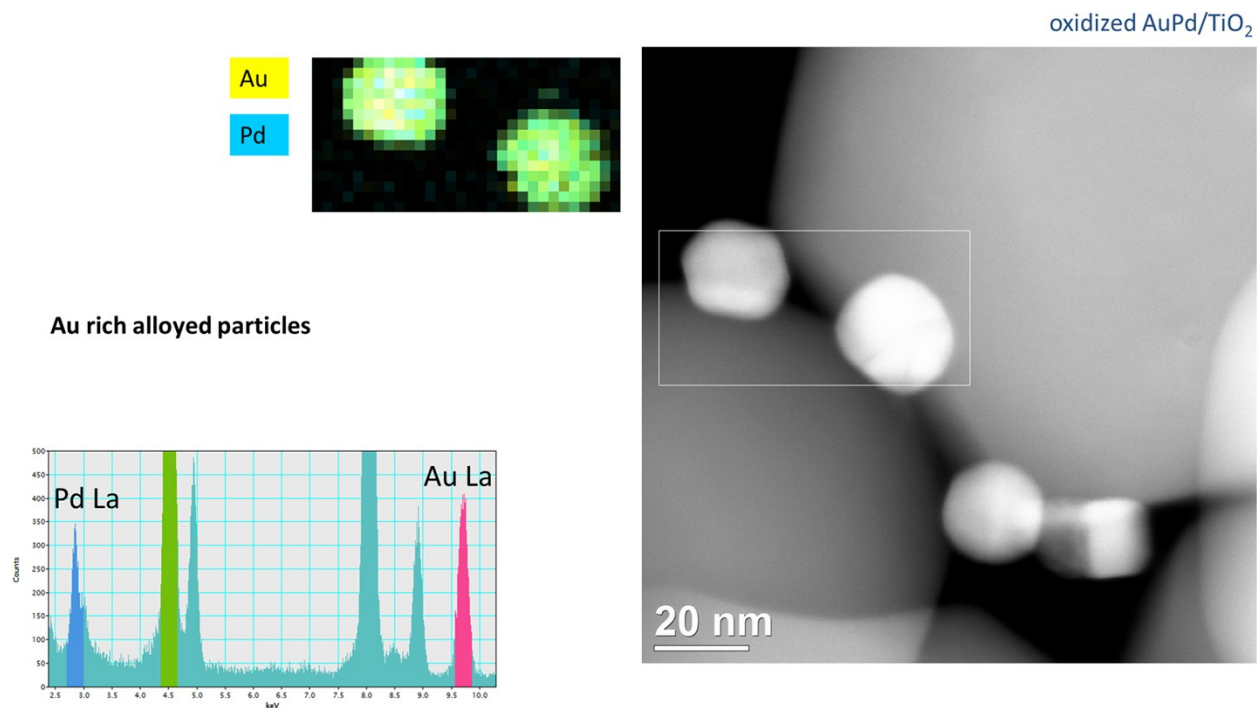 oxidized AuPd/TiO₂
Au
Pd
Au rich alloyed particles
500
450
400
350
300
250
200
150
100
50
0
Counts
Pd La
Au La
2.5 3.0 3.5 4.0 4.5 5.0 5.5 6.0 6.5 7.0 7.5 8.0 8.5 9.0 9.5 10.0
keV
20 nm